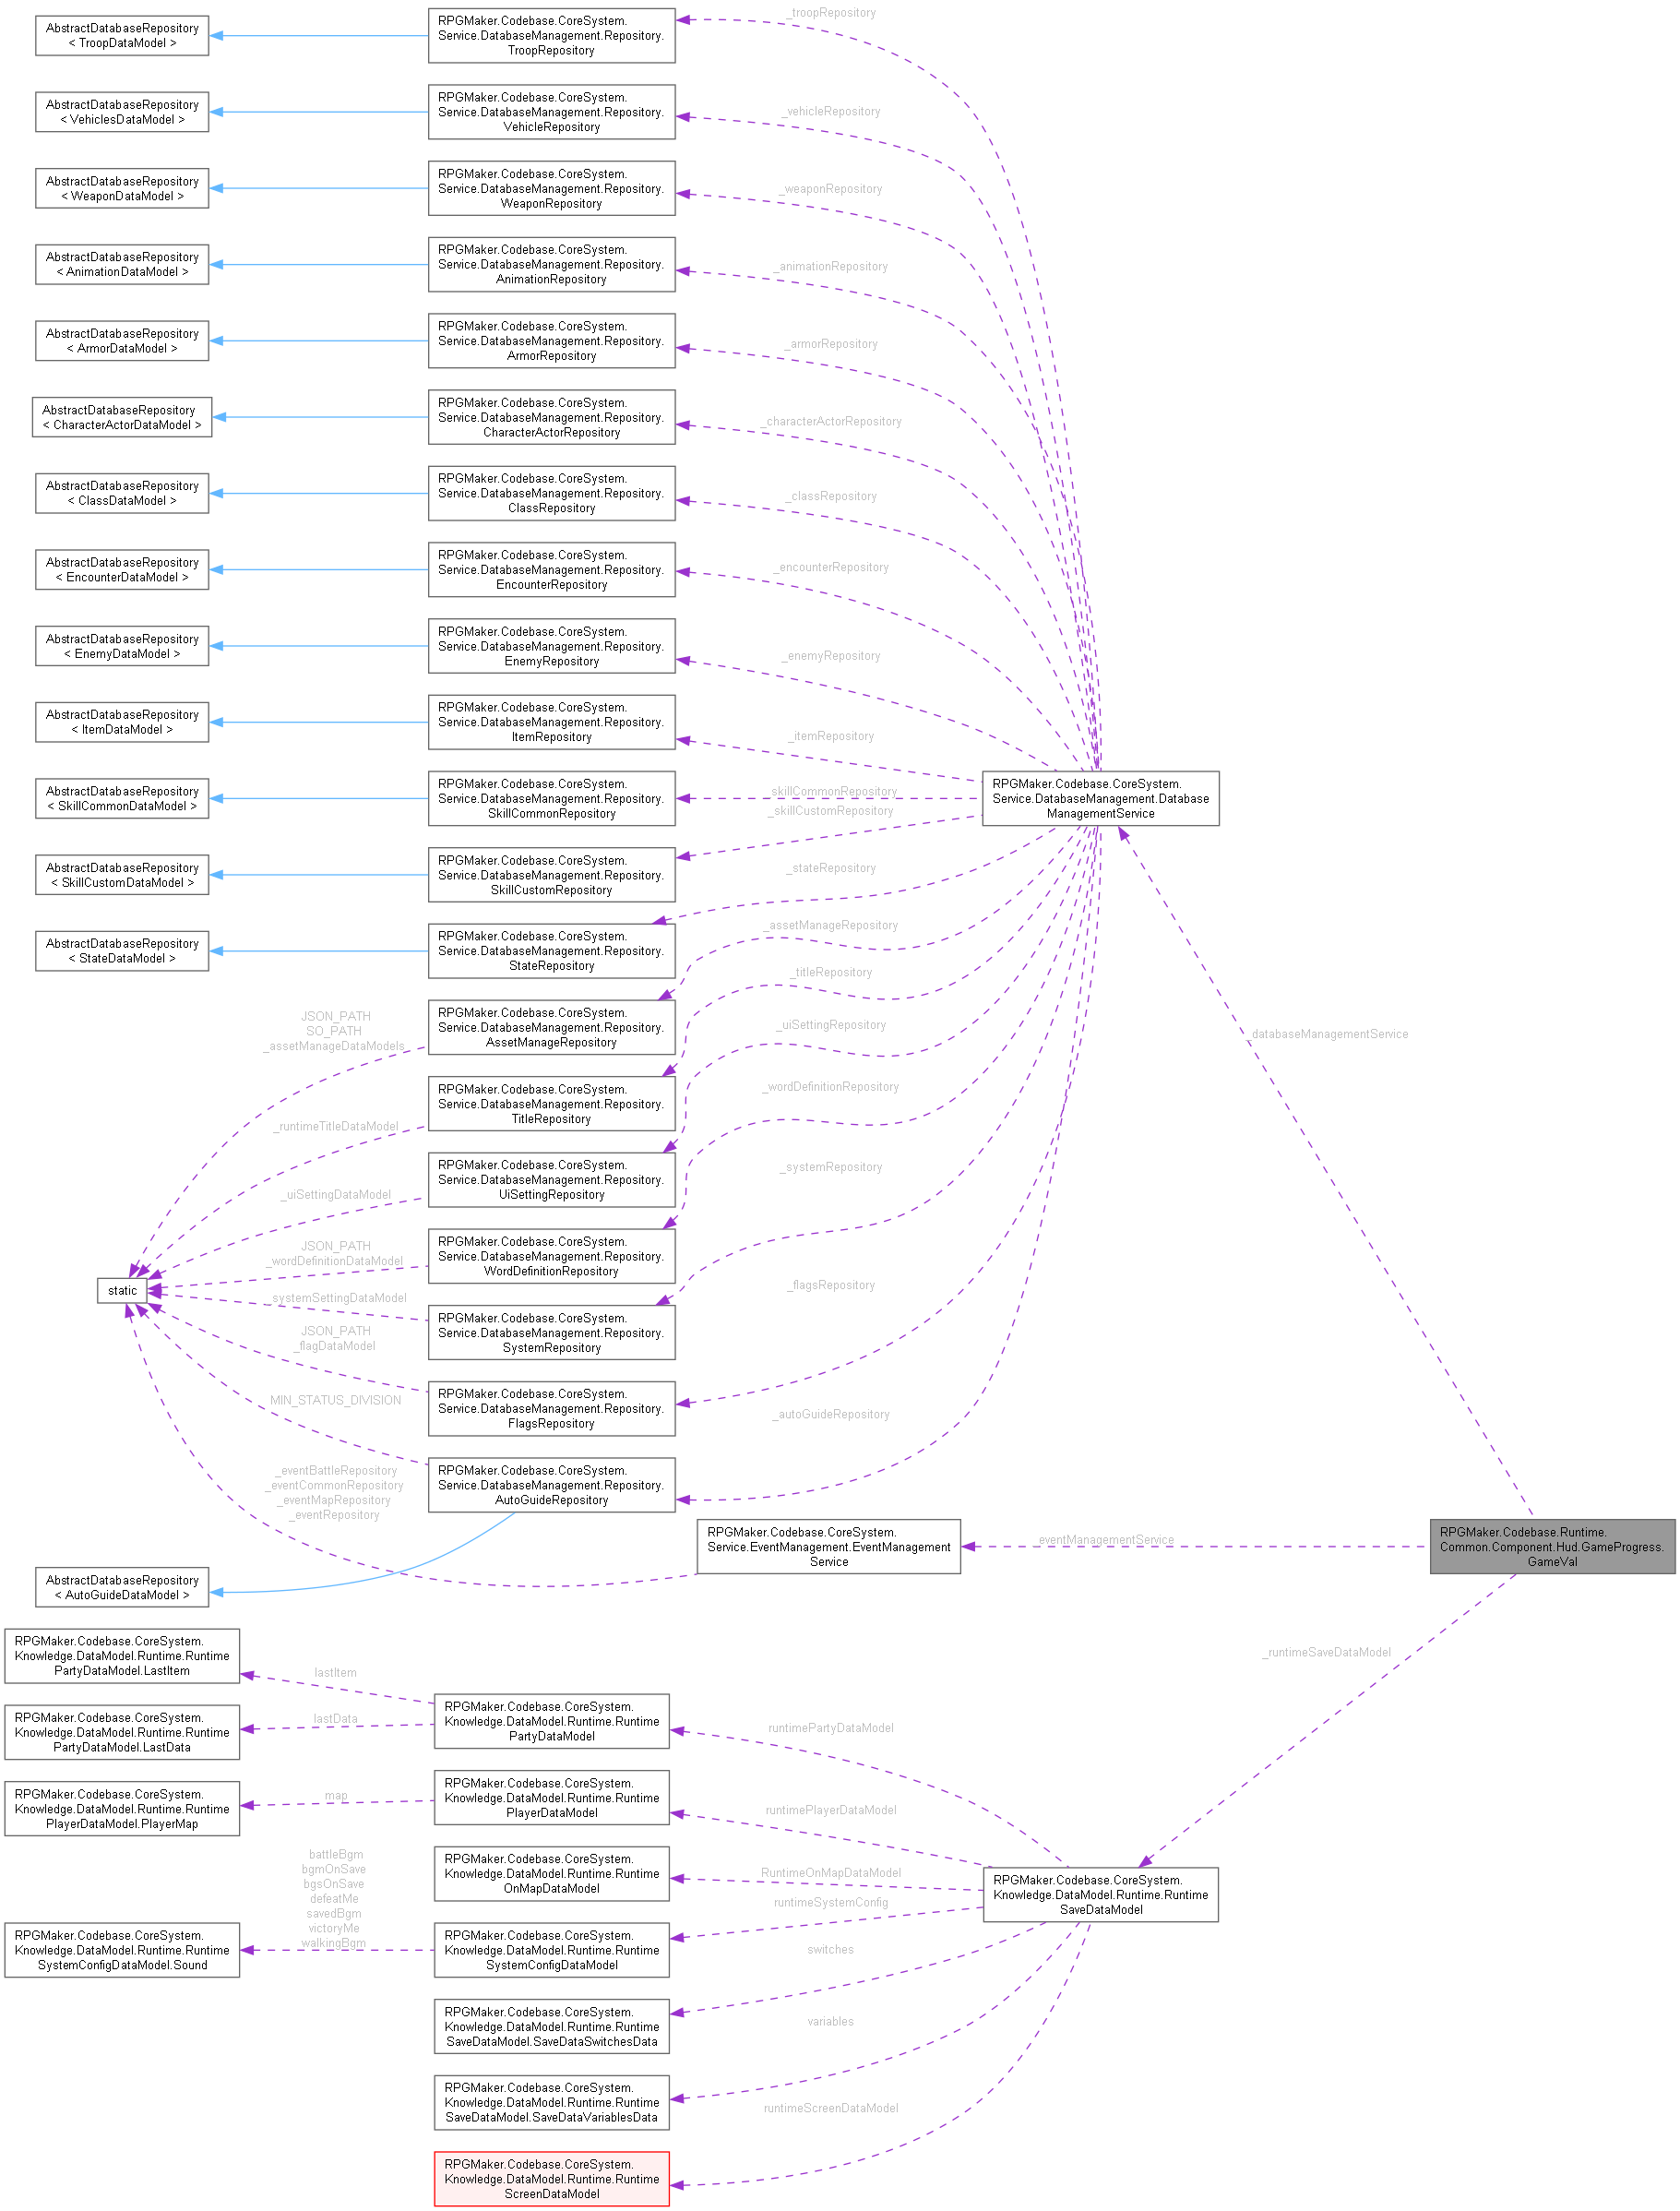 AbstractDatabaseRepository
< TroopDataModel >
RPGMaker.Codebase.CoreSystem.
Service.DatabaseManagement.Repository.
TroopRepository
_troopRepository
AbstractDatabaseRepository
< VehiclesDataModel >
RPGMaker.Codebase.CoreSystem.
Service.DatabaseManagement.Repository.
VehicleRepository
_vehicleRepository
AbstractDatabaseRepository
< WeaponDataModel >
RPGMaker.Codebase.CoreSystem.
Service.DatabaseManagement.Repository.
WeaponRepository
_weaponRepository
AbstractDatabaseRepository
< AnimationDataModel >
RPGMaker.Codebase.CoreSystem.
Service.DatabaseManagement.Repository.
AnimationRepository
_animationRepository
AbstractDatabaseRepository
< ArmorDataModel >
RPGMaker.Codebase.CoreSystem.
Service.DatabaseManagement.Repository.
ArmorRepository
_armorRepository
AbstractDatabaseRepository
< CharacterActorDataModel >
RPGMaker.Codebase.CoreSystem.
Service.DatabaseManagement.Repository.
CharacterActorRepository
_characterActorRepository
AbstractDatabaseRepository
< ClassDataModel >
RPGMaker.Codebase.CoreSystem.
Service.DatabaseManagement.Repository.
ClassRepository
_classRepository
AbstractDatabaseRepository
< EncounterDataModel >
RPGMaker.Codebase.CoreSystem.
Service.DatabaseManagement.Repository.
EncounterRepository
_encounterRepository
AbstractDatabaseRepository
< EnemyDataModel >
RPGMaker.Codebase.CoreSystem.
Service.DatabaseManagement.Repository.
EnemyRepository
_enemyRepository
AbstractDatabaseRepository
< ItemDataModel >
RPGMaker.Codebase.CoreSystem.
Service.DatabaseManagement.Repository.
ItemRepository
_itemRepository
AbstractDatabaseRepository
< SkillCommonDataModel >
RPGMaker.Codebase.CoreSystem.
Service.DatabaseManagement.Repository.
SkillCommonRepository
_skillCommonRepository
RPGMaker.Codebase.CoreSystem.
Service.DatabaseManagement.Database
ManagementService
AbstractDatabaseRepository
< SkillCustomDataModel >
RPGMaker.Codebase.CoreSystem.
Service.DatabaseManagement.Repository.
SkillCustomRepository
_skillCustomRepository
AbstractDatabaseRepository
< StateDataModel >
RPGMaker.Codebase.CoreSystem.
Service.DatabaseManagement.Repository.
StateRepository
_stateRepository
JSON_PATH
SO_PATH
_assetManageDataModels
RPGMaker.Codebase.CoreSystem.
Service.DatabaseManagement.Repository.
AssetManageRepository
_assetManageRepository
_databaseManagementService
_runtimeTitleDataModel
RPGMaker.Codebase.CoreSystem.
Service.DatabaseManagement.Repository.
TitleRepository
_titleRepository
_uiSettingDataModel
RPGMaker.Codebase.CoreSystem.
Service.DatabaseManagement.Repository.
UiSettingRepository
_uiSettingRepository
JSON_PATH
_wordDefinitionDataModel
RPGMaker.Codebase.CoreSystem.
Service.DatabaseManagement.Repository.
WordDefinitionRepository
_wordDefinitionRepository
static
_systemSettingDataModel
RPGMaker.Codebase.CoreSystem.
Service.DatabaseManagement.Repository.
SystemRepository
_systemRepository
JSON_PATH
_flagDataModel
RPGMaker.Codebase.CoreSystem.
Service.DatabaseManagement.Repository.
FlagsRepository
_flagsRepository
MIN_STATUS_DIVISION
RPGMaker.Codebase.CoreSystem.
Service.DatabaseManagement.Repository.
AutoGuideRepository
_autoGuideRepository
_eventBattleRepository
_eventCommonRepository
_eventMapRepository
_eventRepository
RPGMaker.Codebase.CoreSystem.
Service.EventManagement.EventManagement
Service
_eventManagementService
RPGMaker.Codebase.Runtime.
Common.Component.Hud.GameProgress.
GameVal
AbstractDatabaseRepository
< AutoGuideDataModel >
RPGMaker.Codebase.CoreSystem.
Knowledge.DataModel.Runtime.Runtime
PartyDataModel.LastItem
lastItem
_runtimeSaveDataModel
RPGMaker.Codebase.CoreSystem.
Knowledge.DataModel.Runtime.Runtime
PartyDataModel.LastData
lastData
RPGMaker.Codebase.CoreSystem.
Knowledge.DataModel.Runtime.Runtime
PartyDataModel
runtimePartyDataModel
RPGMaker.Codebase.CoreSystem.
Knowledge.DataModel.Runtime.Runtime
PlayerDataModel.PlayerMap
map
RPGMaker.Codebase.CoreSystem.
Knowledge.DataModel.Runtime.Runtime
PlayerDataModel
runtimePlayerDataModel
RPGMaker.Codebase.CoreSystem.
Knowledge.DataModel.Runtime.Runtime
OnMapDataModel
RuntimeOnMapDataModel
RPGMaker.Codebase.CoreSystem.
Knowledge.DataModel.Runtime.Runtime
SaveDataModel
battleBgm
bgmOnSave
bgsOnSave
defeatMe
savedBgm
victoryMe
walkingBgm
RPGMaker.Codebase.CoreSystem.
Knowledge.DataModel.Runtime.Runtime
SystemConfigDataModel.Sound
RPGMaker.Codebase.CoreSystem.
Knowledge.DataModel.Runtime.Runtime
SystemConfigDataModel
runtimeSystemConfig
RPGMaker.Codebase.CoreSystem.
Knowledge.DataModel.Runtime.Runtime
SaveDataModel.SaveDataSwitchesData
switches
RPGMaker.Codebase.CoreSystem.
Knowledge.DataModel.Runtime.Runtime
SaveDataModel.SaveDataVariablesData
variables
RPGMaker.Codebase.CoreSystem.
Knowledge.DataModel.Runtime.Runtime
ScreenDataModel
runtimeScreenDataModel